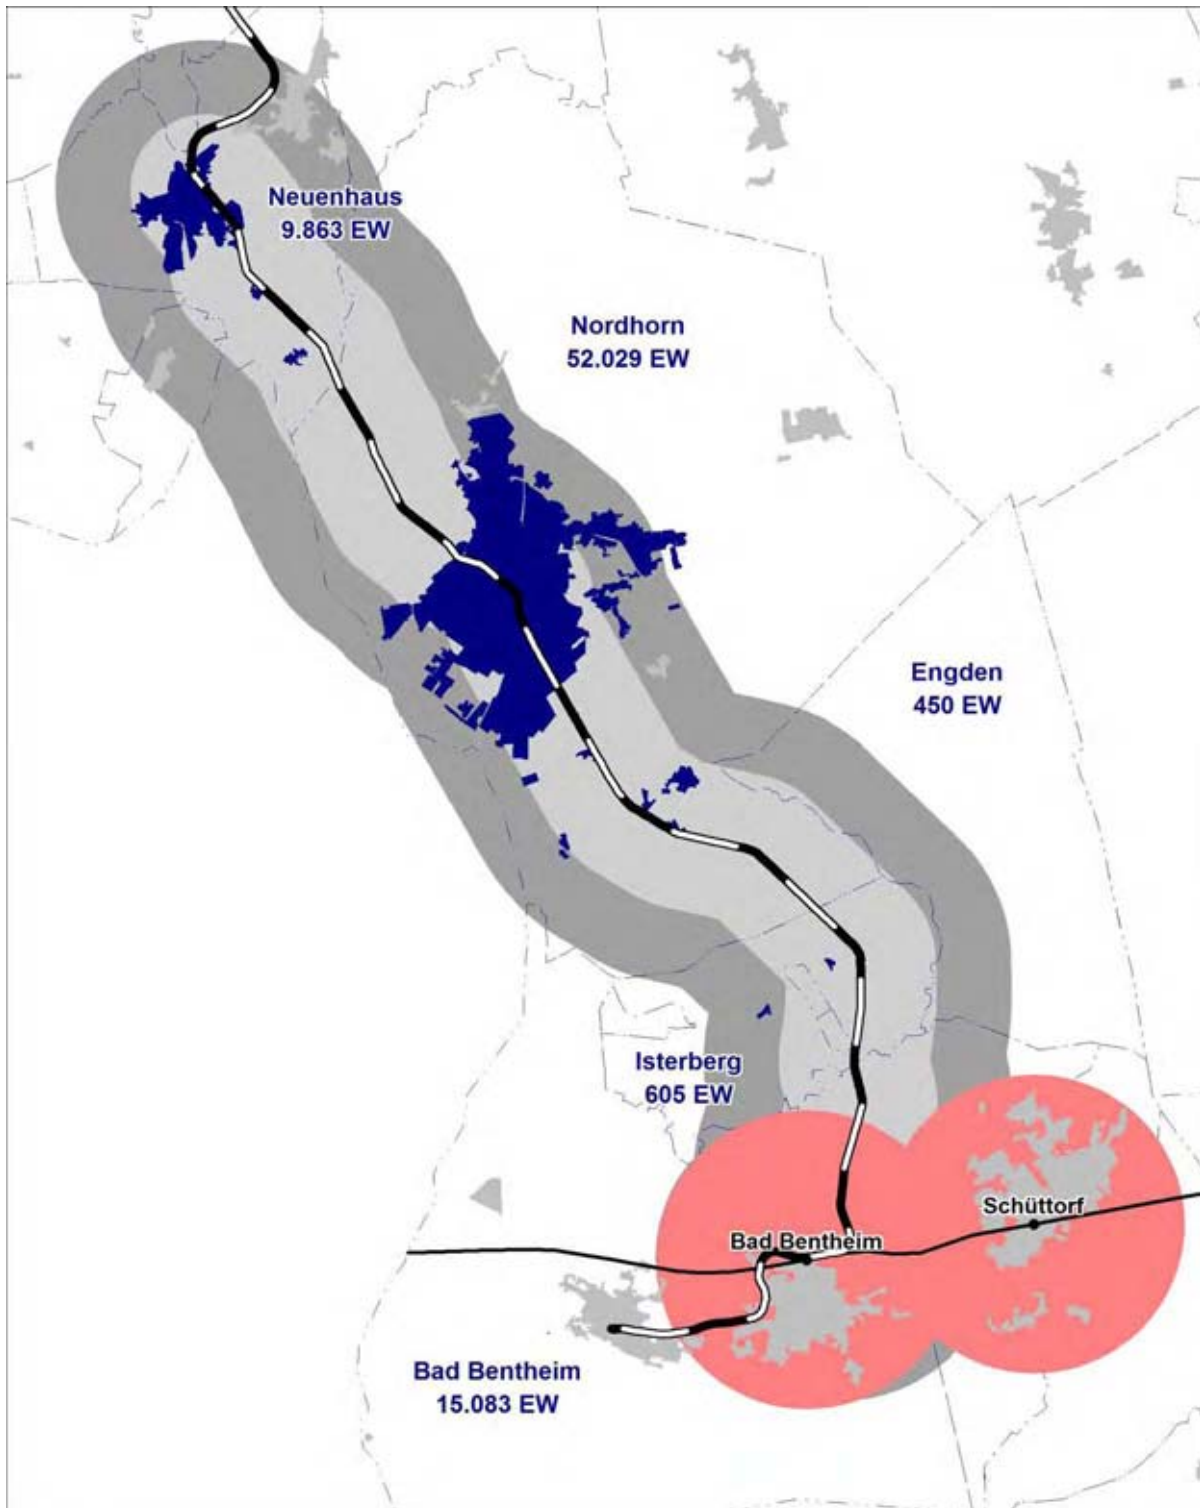 Neuenhaus
9.863 EW
Nordhorn
52.029 EW
Engden
450 EW
Isterberg
605 EW
Schüttorf
Bad Bentheim
Bad Bentheim
15.083 EW